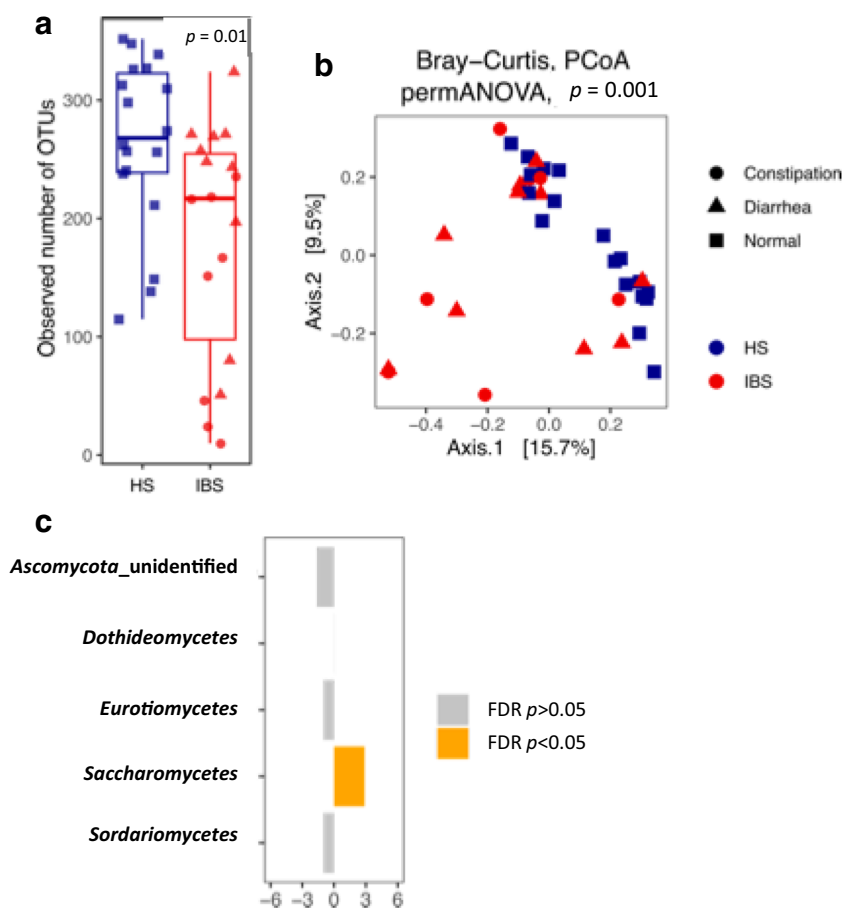 a
p = 0.01
Observed number of OTUs
300
200
100
0
HS
IBS
b
Bray-Curtis, PCoA
permANOVA, p = 0.001
Axis.2 [9.5%]
0.2
0.0
−0.2
−0.4
−0.2
0.0
0.2
Axis.1 [15.7%]
Constipation
Diarrhea
Normal
HS
IBS
c
Ascomycota_unidentified
Dothideomycetes
Eurotiomycetes
Saccharomycetes
Sordariomycetes
−6 −3 0 3 6
FDR p>0.05
FDR p<0.05